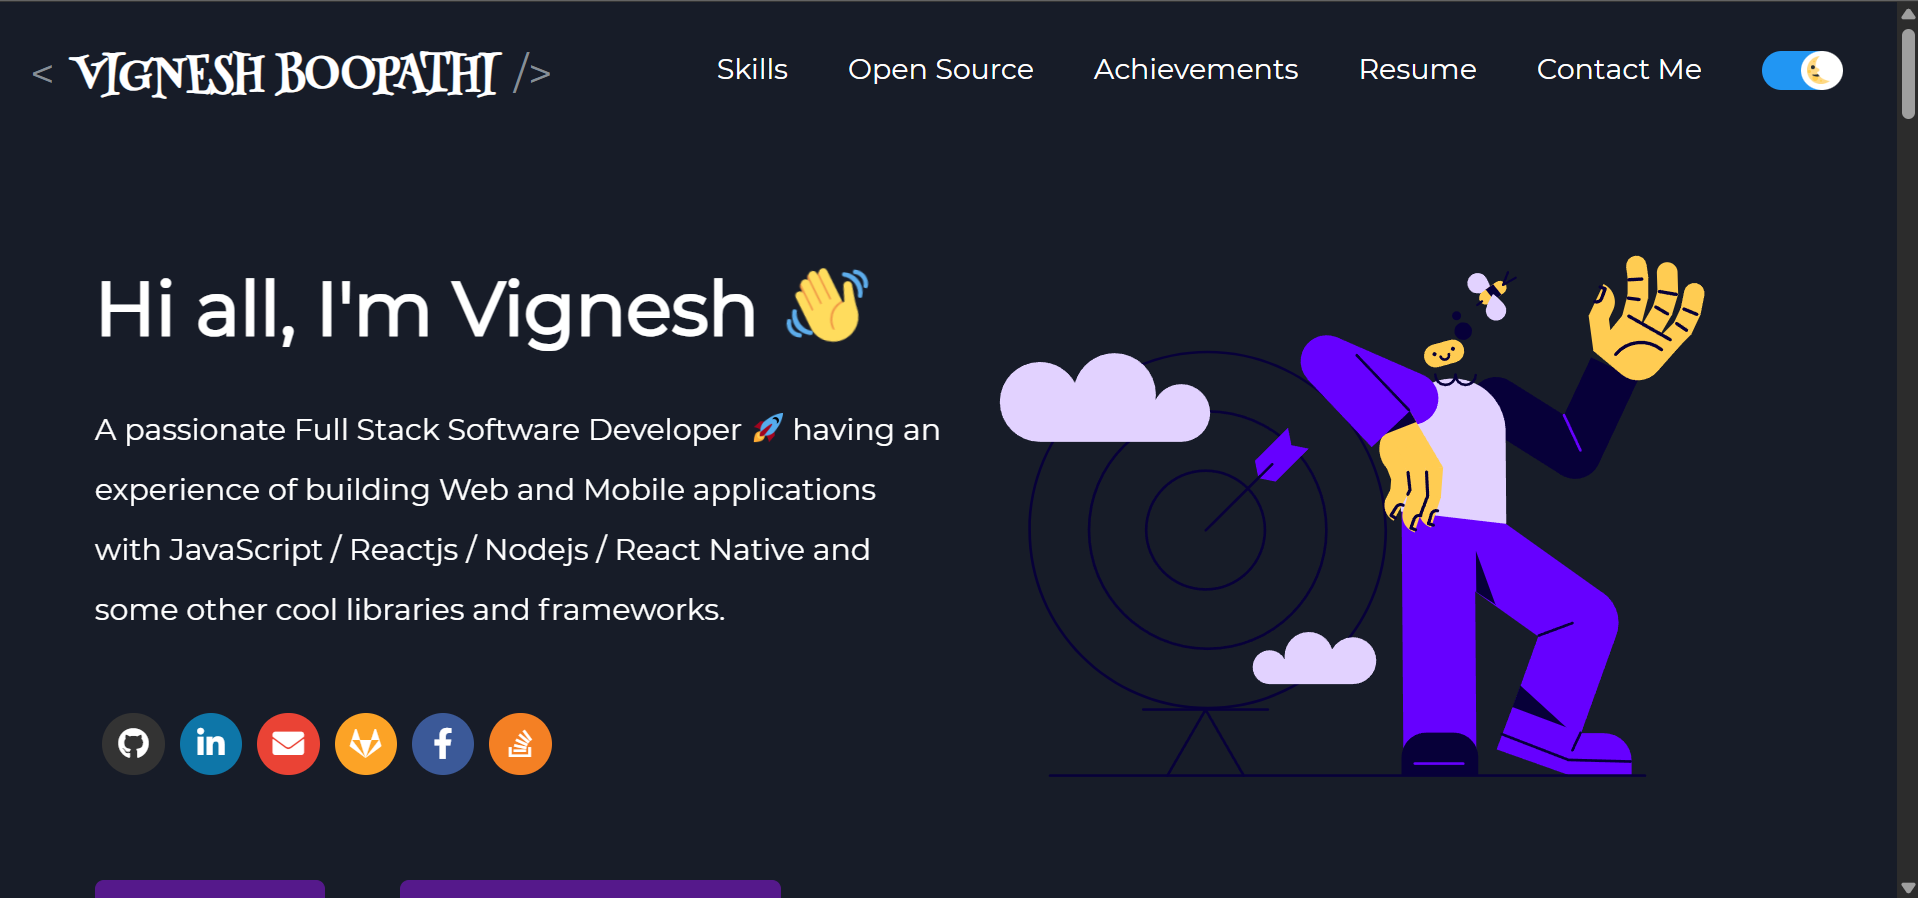 < VIGNESH BOOPATHI />
Skills
Open Source
Achievements
Resume
Contact Me
Hi all, I'm Vignesh 👋
A passionate Full Stack Software Developer 🚀 having an
experience of building Web and Mobile applications
with JavaScript / Reactjs / Nodejs / React Native and
some other cool libraries and frameworks.
in
f